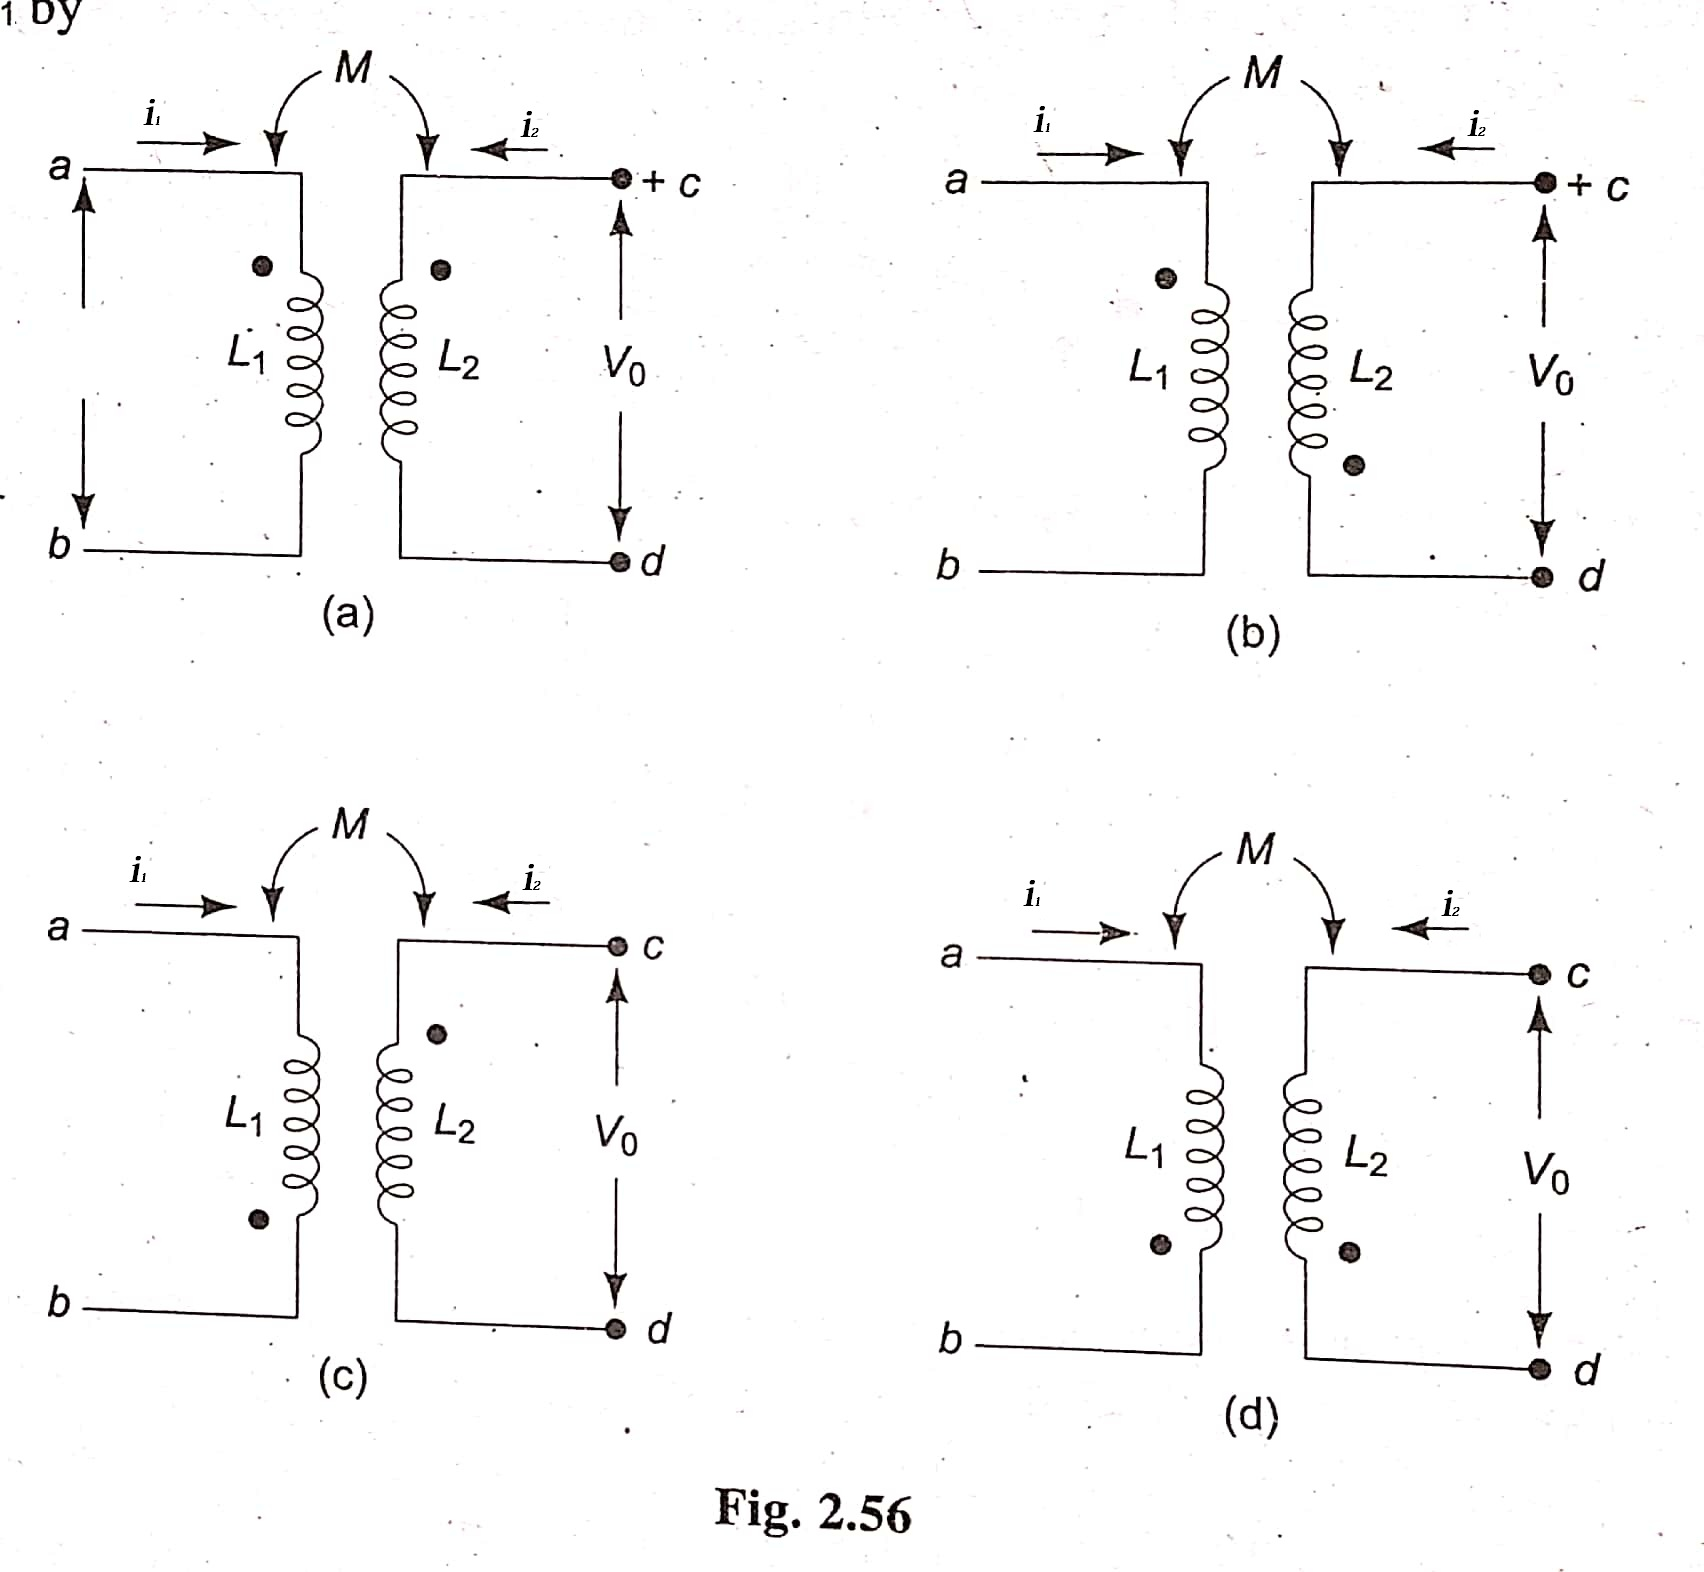 1 by
M
i₁
i₂
a
+ c
L₁
L₂
V₀
b
d
(a)
M
i₁
i₂
a
+ c
L₁
L₂
V₀
b
d
(b)
M
i₁
i₂
a
c
L₁
L₂
V₀
b
d
(c)
M
i₁
i₂
a
c
L₁
L₂
V₀
b
d
(d)
Fig. 2.56